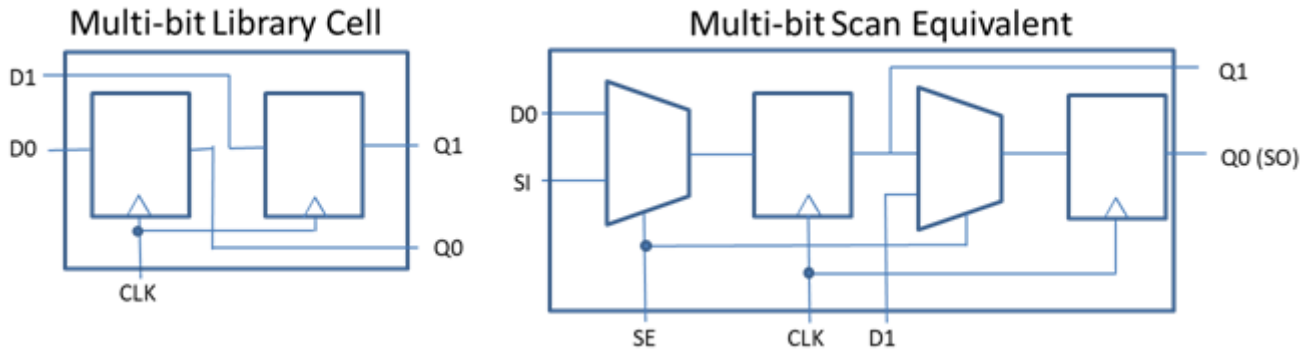 Multi-bit Library Cell
D1
D0
Q1
Q0
CLK
Multi-bit Scan Equivalent
D0
SI
Q1
Q0 (SO)
SE
CLK
D1